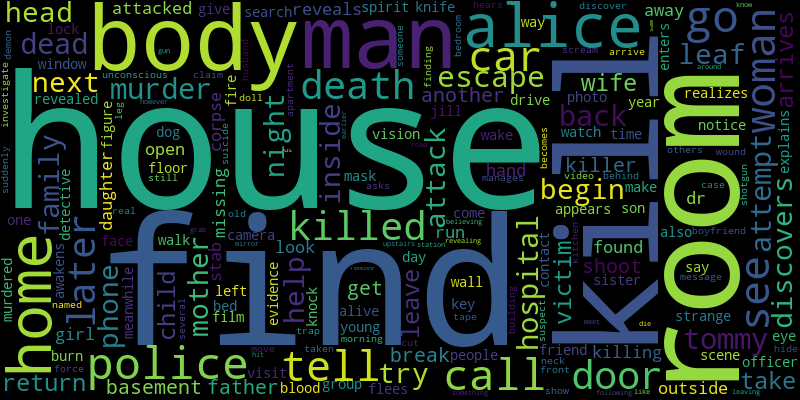 head attacked give search reveals spirit knife hears discover know
body man alice way away go
dead lock window murder someone bedroom car enters leaf woman arrives
investigate demon gun husband scream arrive around
next unconscious claim fire death escape wife realizes
revealed doll apartment finding another drive photo year
house inside night corpse suicide vision jill back notice
suddenly daughter figure leg dog open floor still mask attack wake watch time others wound
family detective missing however real earlier hand killer dr make
murdered one awakens face walk stab killed asks manages begin becomes video behind case shotgun
home later phone child mother old camera look run come appears son also boyfriend explains
find room kill see attempt discovers
girl named meanwhile several left bed film evidence help knock day alive get wall key tape leave hospital contact victim found shoot sister say message tommy strange eye hide
mirror upstairs station believing revealing building suspect kitchen
burn force police trap young morning cut break people friend killing scene officer
return basement father move hit taken tell try call neck front door meet die outside take
blood visit group flees something show following like leaving